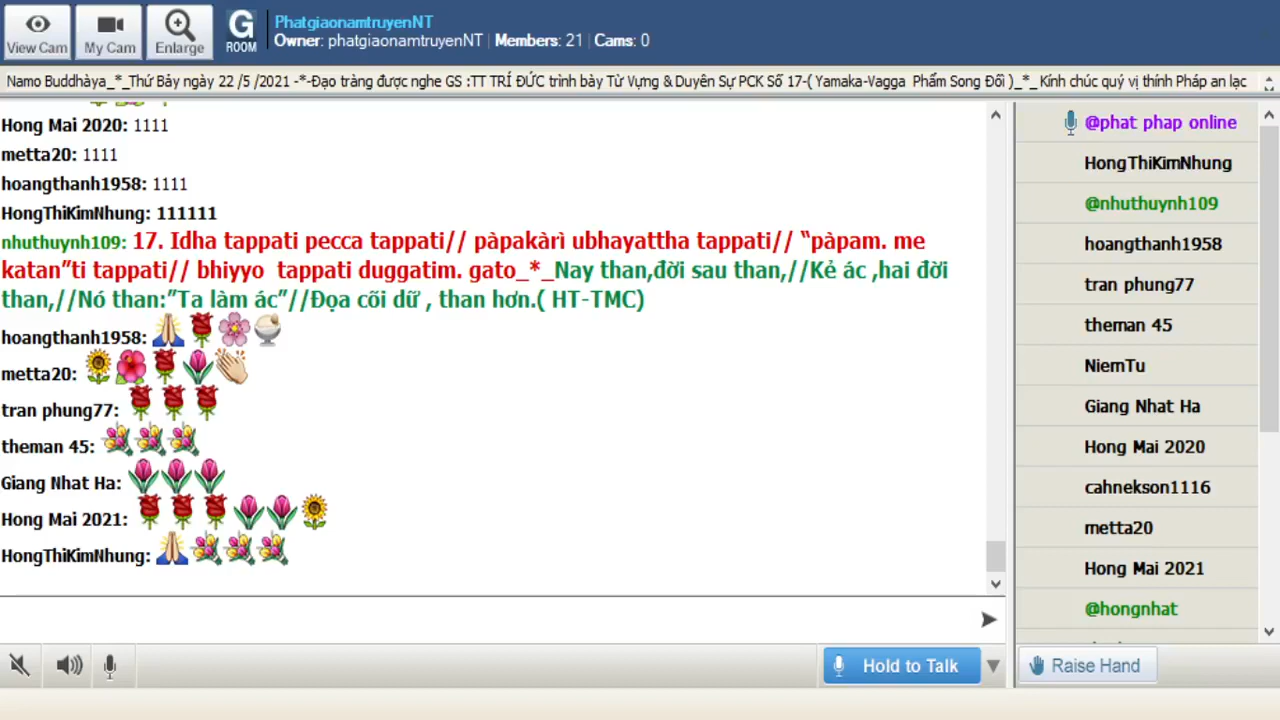 PhatgiaonamtruyenNT
Owner: phatgiaonamtruyenNT | Members: 21 | Cams: 0
View Cam
My Cam
Enlarge
G
ROOM
Namo Buddhàya_*_Thứ Bảy ngày 22 /5 /2021 -*-Đạo tràng được nghe GS :TT TRÍ ĐỨC trình bày Từ Vựng & Duyên Sự PCK Số 17-( Yamaka-Vagga Phẩm Song Đối )_*_ Kính chúc quý vị thính Pháp an lạc
Hong Mai 2020: 1111
metta20: 1111
hoangthanh1958: 1111
HongThiKimNhung: 111111
nhuthuynh109: 17. Idha tappati pecca tappati// pàpakàrì ubhayattha tappati// “pàpam. me
katan”ti tappati// bhiyyo tappati duggatim. gato_*_Nay than,đời sau than,//Kẻ ác ,hai đời
than,//Nó than:”Ta làm ác”//Đọa cõi dữ , than hơn.( HT-TMC)
hoangthanh1958: 🙏🌹🌸🍨
metta20: 🌻🌺🌹🌷👏
tran phung77: 🌹🌹🌹
theman 45: 💐💐💐
Giang Nhat Ha: 🌷🌷🌷
Hong Mai 2021: 🌹🌹🌹🌷🌷🌻
HongThiKimNhung: 🙏💐💐💐
Hold to Talk
@phat phap online
HongThiKimNhung
@nhuthuynh109
hoangthanh1958
tran phung77
theman 45
NiemTu
Giang Nhat Ha
Hong Mai 2020
cahnekson1116
metta20
Hong Mai 2021
@hongnhat
Raise Hand